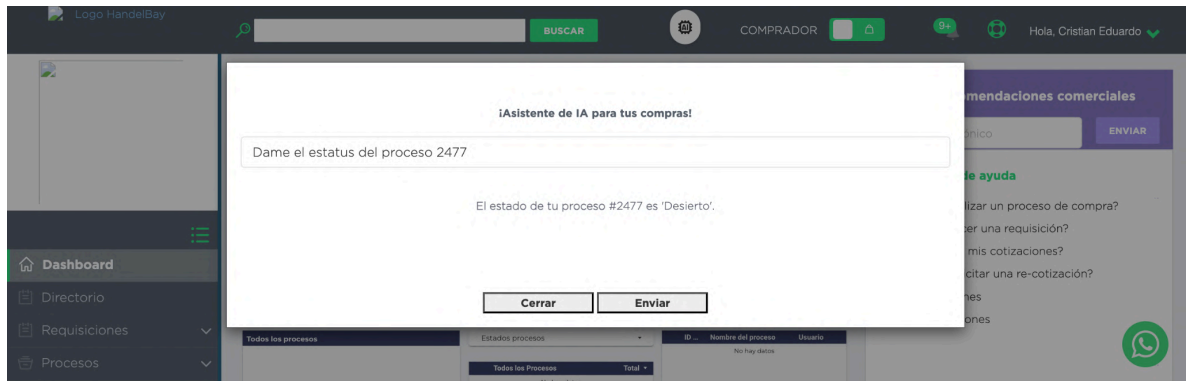 Logo HandelBay
BUSCAR
AI
COMPRADOR
9+
Hola, Cristian Eduardo
¡Asistente de IA para tus compras!
Dame el estatus del proceso 2477
El estado de tu proceso #2477 es 'Desierto'.
Cerrar
Enviar
mendaciones comerciales
ónico
ENVIAR
de ayuda
lizar un proceso de compra?
er una requisición?
mis cotizaciones?
citar una re-cotización?
nes
ones
Dashboard
Directorio
Requisiciones
Procesos
Todos los procesos
Estados procesos
Todos los Procesos
Total
ID ...
Nombre del proceso
Usuario
No hay datos